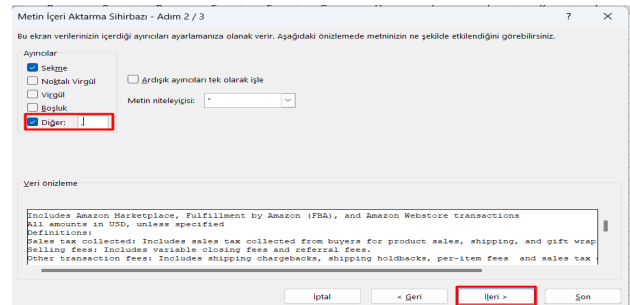 Metin İçeri Aktarma Sihirbazı - Adım 2 / 3 ? ×
Bu ekran verilerinizin içerdiği ayırıcıları ayarlamanıza olanak verir. Aşağıdaki önizlemede metninizin ne şekilde etkilendiğini görebilirsiniz.
Ayırıcılar
Sekme
Noktalı Virgül
Virgül
Boşluk
Diğer: .
Ardışık ayırıcıları tek olarak işle
Metin niteleyicisi: "
Veri önizleme
Includes Amazon Marketplace, Fulfillment by Amazon (FBA), and Amazon Webstore transactions
All amounts in USD, unless specified
Definitions:
Sales tax collected: Includes sales tax collected from buyers for product sales, shipping, and gift wrap
Selling fees: Includes variable closing fees and referral fees.
Other transaction fees: Includes shipping chargebacks, shipping holdbacks, per-item fees and sales tax
İptal < Geri İleri > Son